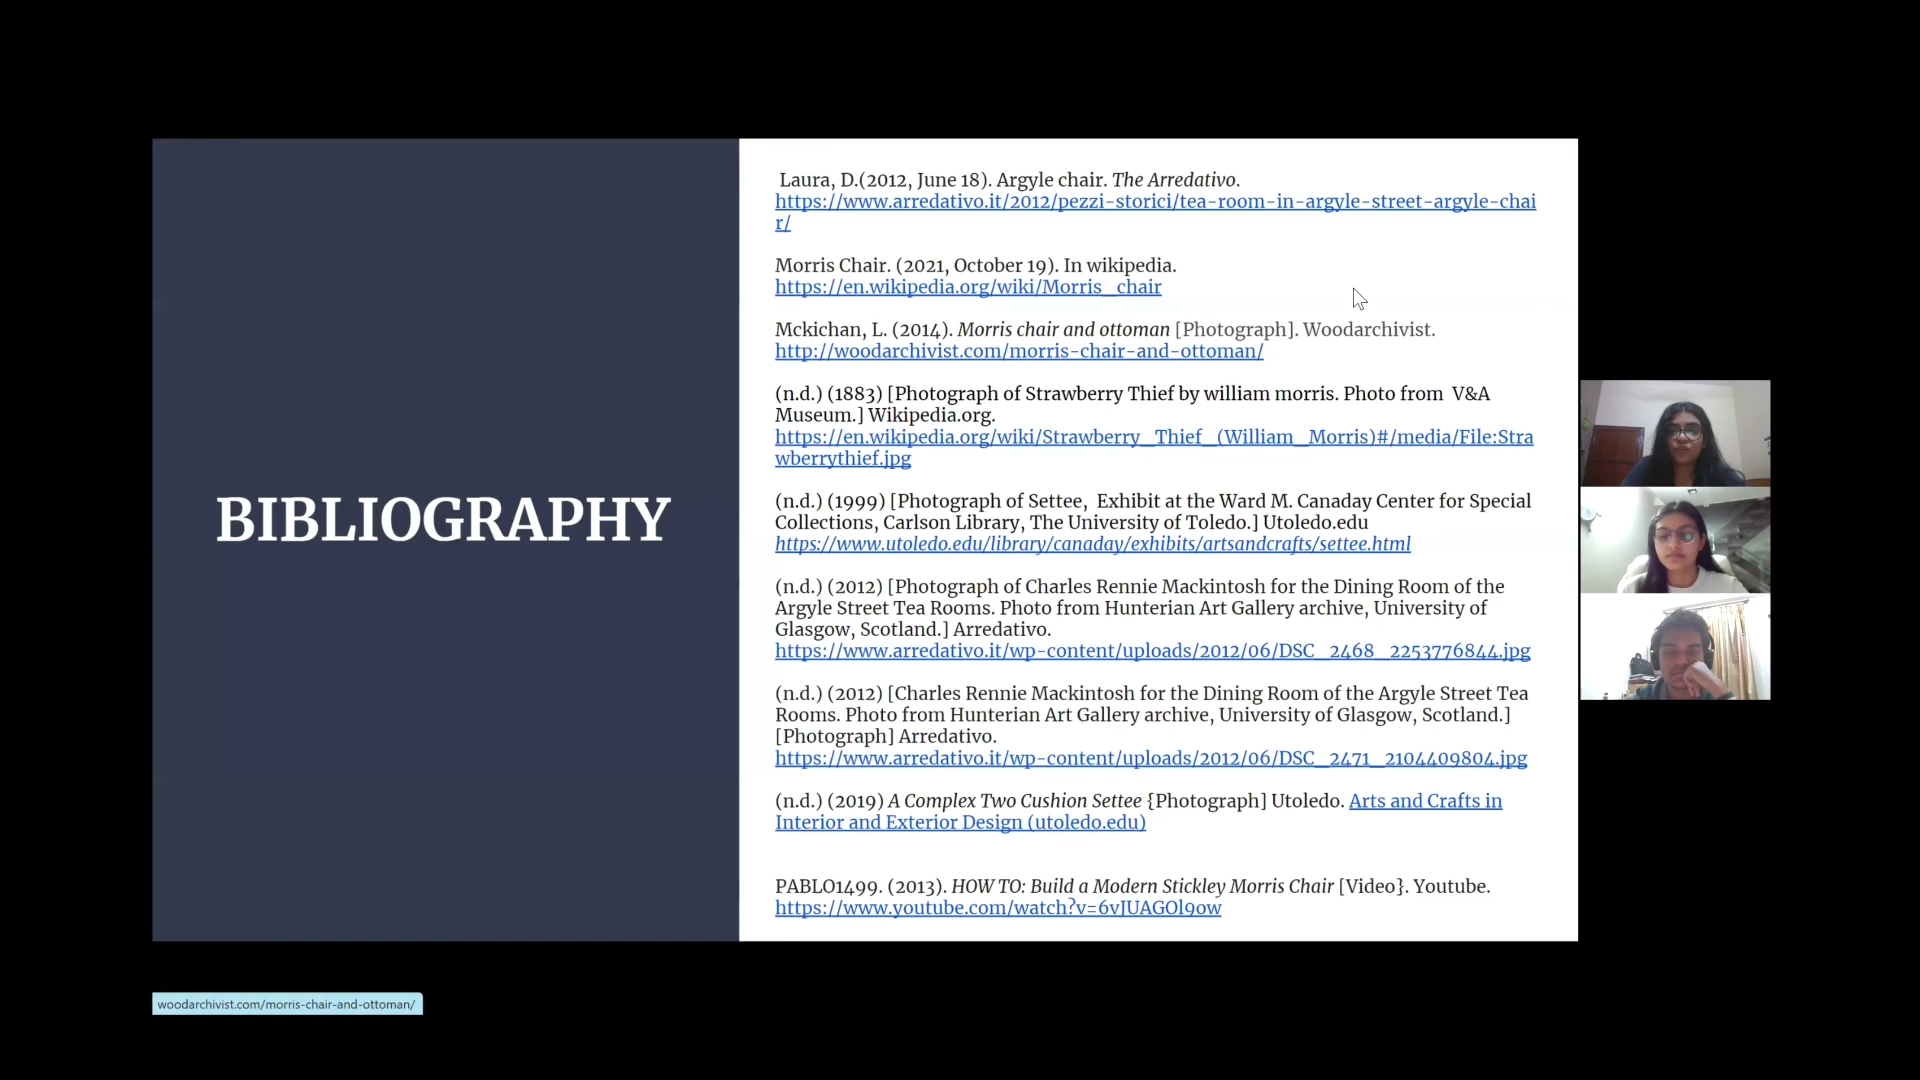 BIBLIOGRAPHY
Laura, D.(2012, June 18). Argyle chair. The Arredativo.
https://www.arredativo.it/2012/pezzi-storici/tea-room-in-argyle-street-argyle-chai
r/
Morris Chair. (2021, October 19). In wikipedia.
https://en.wikipedia.org/wiki/Morris_chair
Mckichan, L. (2014). Morris chair and ottoman [Photograph]. Woodarchivist.
http://woodarchivist.com/morris-chair-and-ottoman/
(n.d.) (1883) [Photograph of Strawberry Thief by william morris. Photo from V&A
Museum.] Wikipedia.org.
https://en.wikipedia.org/wiki/Strawberry_Thief_(William_Morris)#/media/File:Stra
wberrythief.jpg
(n.d.) (1999) [Photograph of Settee, Exhibit at the Ward M. Canaday Center for Special
Collections, Carlson Library, The University of Toledo.] Utoledo.edu
https://www.utoledo.edu/library/canaday/exhibits/artsandcrafts/settee.html
(n.d.) (2012) [Photograph of Charles Rennie Mackintosh for the Dining Room of the
Argyle Street Tea Rooms. Photo from Hunterian Art Gallery archive, University of
Glasgow, Scotland.] Arredativo.
https://www.arredativo.it/wp-content/uploads/2012/06/DSC_2468_2253776844.jpg
(n.d.) (2012) [Charles Rennie Mackintosh for the Dining Room of the Argyle Street Tea
Rooms. Photo from Hunterian Art Gallery archive, University of Glasgow, Scotland.]
[Photograph] Arredativo.
https://www.arredativo.it/wp-content/uploads/2012/06/DSC_2471_2104409804.jpg
(n.d.) (2019) A Complex Two Cushion Settee {Photograph] Utoledo. Arts and Crafts in
Interior and Exterior Design (utoledo.edu)
PABLO1499. (2013). HOW TO: Build a Modern Stickley Morris Chair [Video}. Youtube.
https://www.youtube.com/watch?v=6vJUAGOl9ow
woodarchivist.com/morris-chair-and-ottoman/